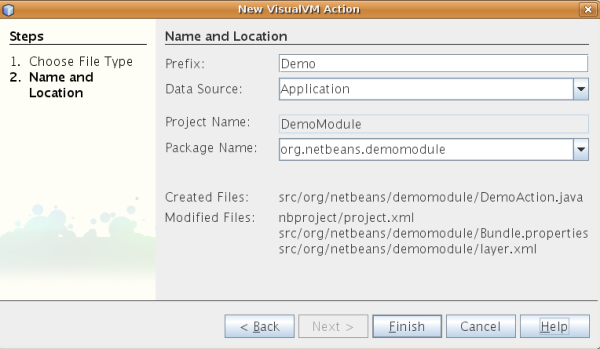 New VisualVM Action
Steps
1. Choose File Type
2. Name and
Location
Name and Location
Prefix: Demo
Data Source: Application
Project Name: DemoModule
Package Name: org.netbeans.demomodule
Created Files: src/org/netbeans/demomodule/DemoAction.java
Modified Files: nbproject/project.xml
src/org/netbeans/demomodule/Bundle.properties
src/org/netbeans/demomodule/layer.xml
< Back Next > Finish Cancel Help